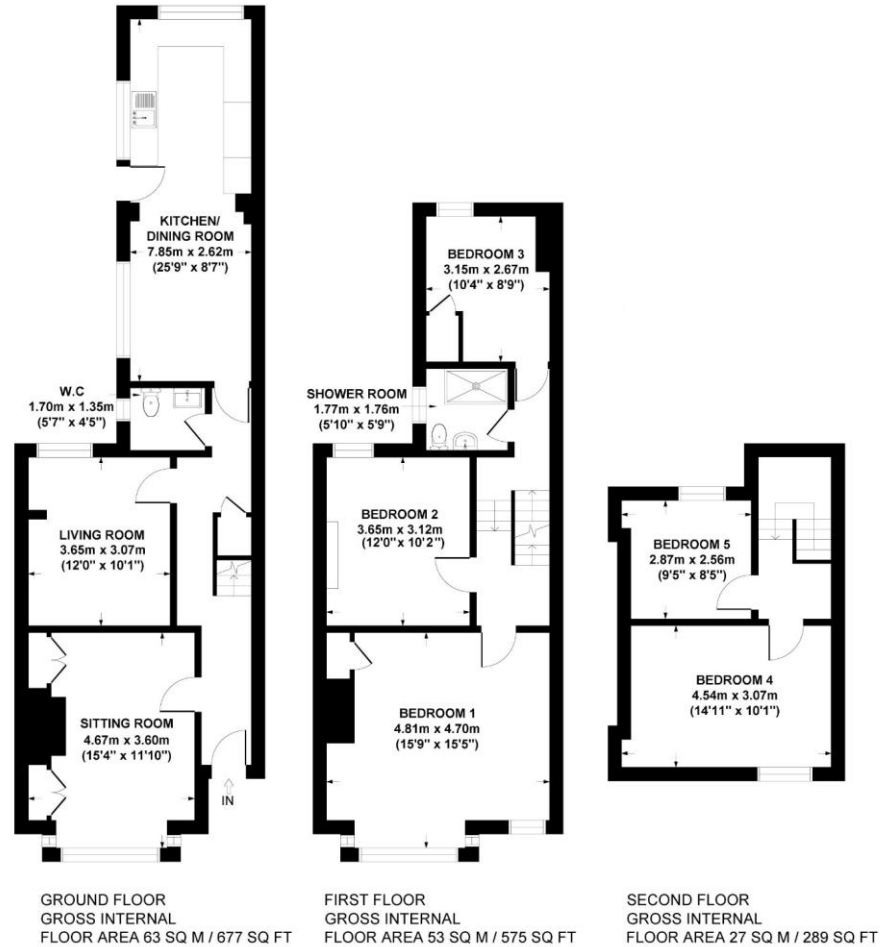 KITCHEN/
DINING ROOM
7.85m x 2.62m
(25'9" x 8'7")
W.C
1.70m x 1.35m
(5'7" x 4'5")
LIVING ROOM
3.65m x 3.07m
(12'0" x 10'1")
SITTING ROOM
4.67m x 3.60m
(15'4" x 11'10")
IN
GROUND FLOOR
GROSS INTERNAL
FLOOR AREA 63 SQ M / 677 SQ FT
BEDROOM 3
3.15m x 2.67m
(10'4" x 8'9")
SHOWER ROOM
1.77m x 1.76m
(5'10" x 5'9")
BEDROOM 2
3.65m x 3.12m
(12'0" x 10'2")
BEDROOM 1
4.81m x 4.70m
(15'9" x 15'5")
FIRST FLOOR
GROSS INTERNAL
FLOOR AREA 53 SQ M / 575 SQ FT
BEDROOM 5
2.87m x 2.56m
(9'5" x 8'5")
BEDROOM 4
4.54m x 3.07m
(14'11" x 10'1")
SECOND FLOOR
GROSS INTERNAL
FLOOR AREA 27 SQ M / 289 SQ FT